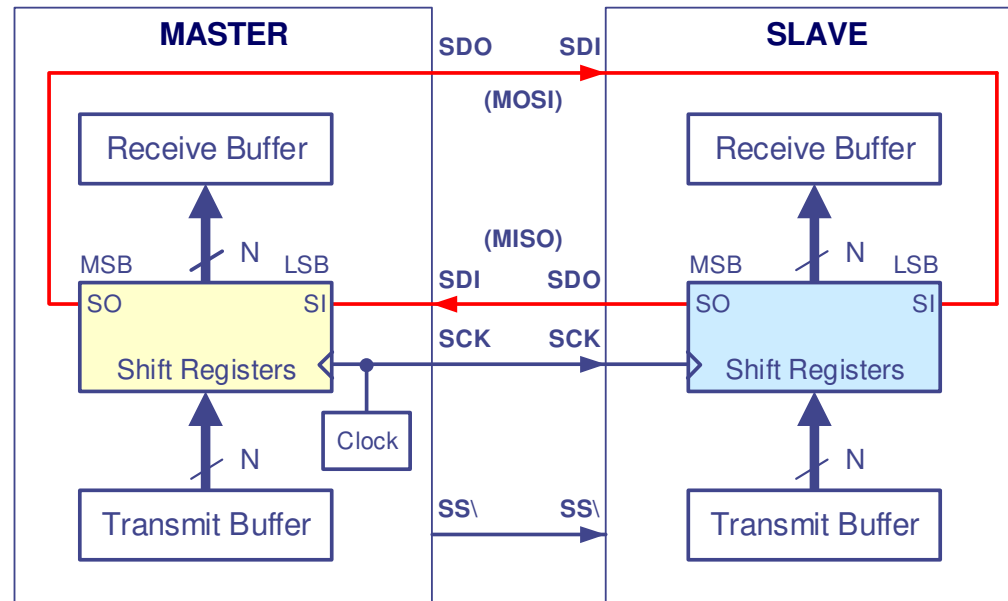 MASTER
SDO SDI
SLAVE
(MOSI)
Receive Buffer
Receive Buffer
N
(MISO)
N
MSB LSB
MSB LSB
SDI SDO
SO SI
SO SI
SCK SCK
Shift Registers
Shift Registers
Clock
N
N
Transmit Buffer
SS\ SS\
Transmit Buffer